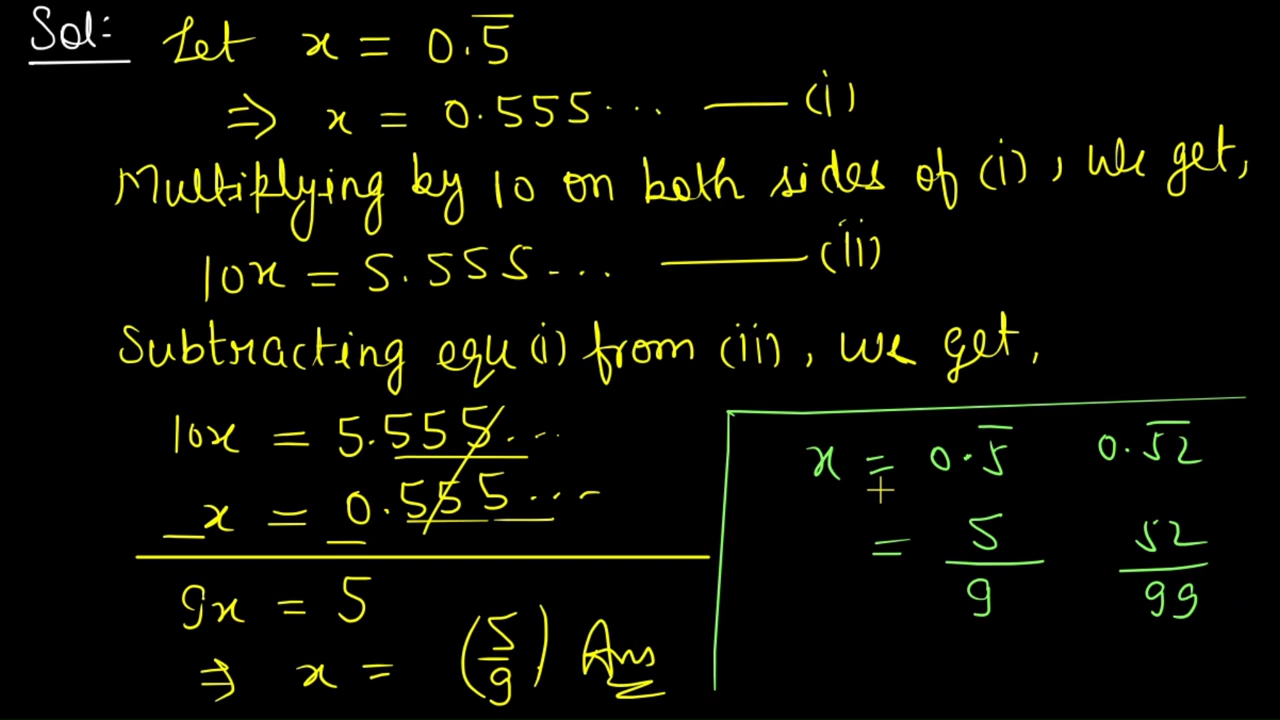 Sol:- Let x = 0.5̅
⇒ x = 0.555... —— (i)
Multiplying by 10 on both sides of (i), we get,
10x = 5.555... —— (ii)
Subtracting equ (i) from (ii), we get,
10x = 5.555...
_x = 0.555...
9x = 5
⇒ x = (5/9) Ans
x = 0.5̅ 0.5̅2̅
= 5/9 52/99